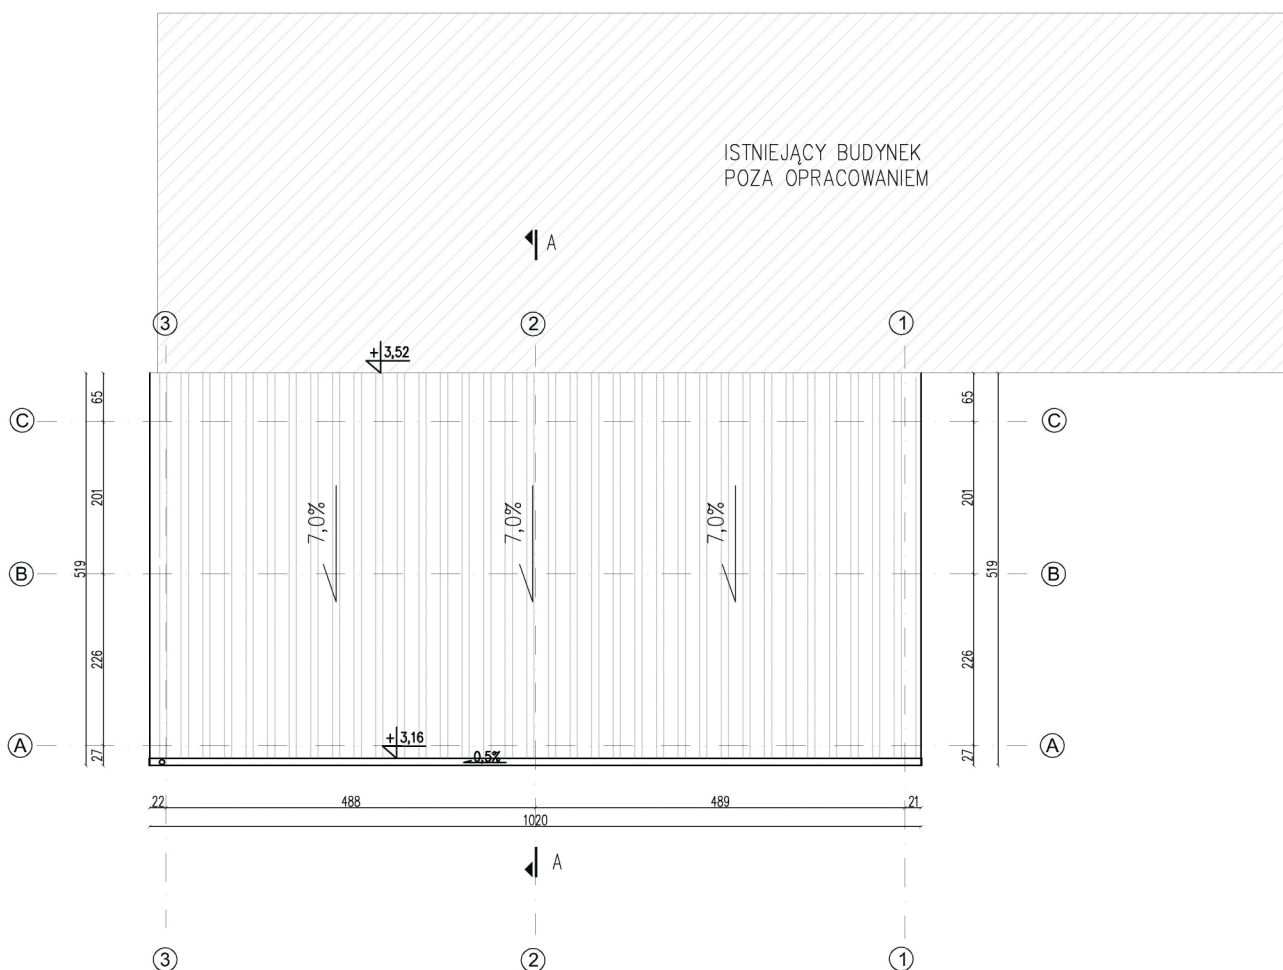 ISTNIEJĄCY BUDYNEK
POZA OPRACOWANIEM
A
3
2
1
+3,52
65
65
C
C
201
201
7,0%
7,0%
7,0%
519
519
B
B
226
226
+3,16
A
A
27
27
0,5%
22
488
489
21
1020
A
3
2
1